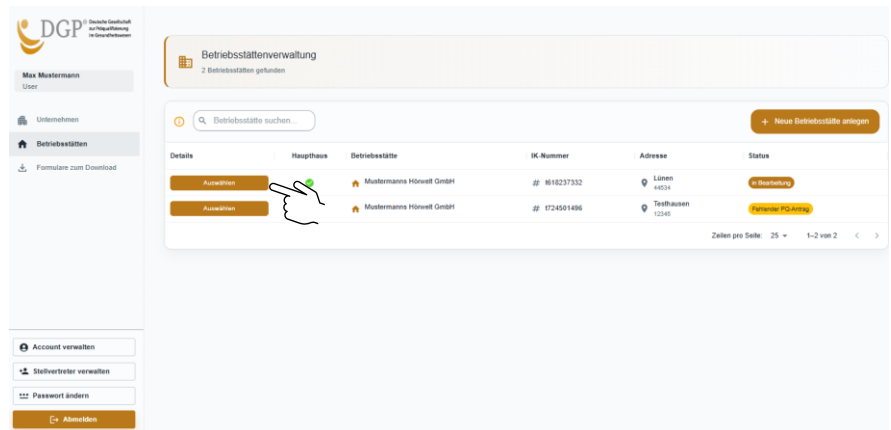 DGP® Deutsche Gesellschaft
zur Präqualifizierung
im Gesundheitswesen
Max Mustermann
User
Unternehmen
Betriebsstätten
Formulare zum Download
Account verwalten
Stellvertreter verwalten
Passwort ändern
Abmelden
Betriebsstättenverwaltung
2 Betriebsstätten gefunden
Betriebsstätte suchen...
+ Neue Betriebsstätte anlegen
Details Haupthaus Betriebsstätte IK-Nummer Adresse Status
Auswählen Mustermanns Hörwelt GmbH # t618237332 Lünen In Bearbeitung
44534
Auswählen Mustermanns Hörwelt GmbH # t724501496 Testhausen Fehlender PQ-Antrag
12345
Zeilen pro Seite: 25 1–2 von 2